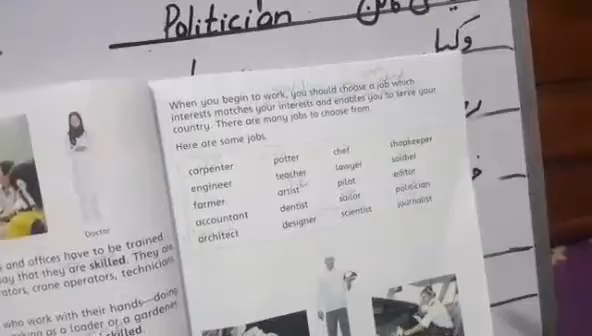 Politician
When you begin to work, you should choose a job which
interests matches your interests and enables you to serve your
country. There are many jobs to choose from.
Here are some jobs.
carpenter potter chef shopkeeper
engineer teacher lawyer soldier
farmer artist pilot editor
accountant dentist sailor politician
architect designer scientist journalist
Doctor
and offices have to be trained
say that they are skilled. They are
ators, crane operators, technicians
who work with their hands—doing
as a loader or a gardener
skilled.